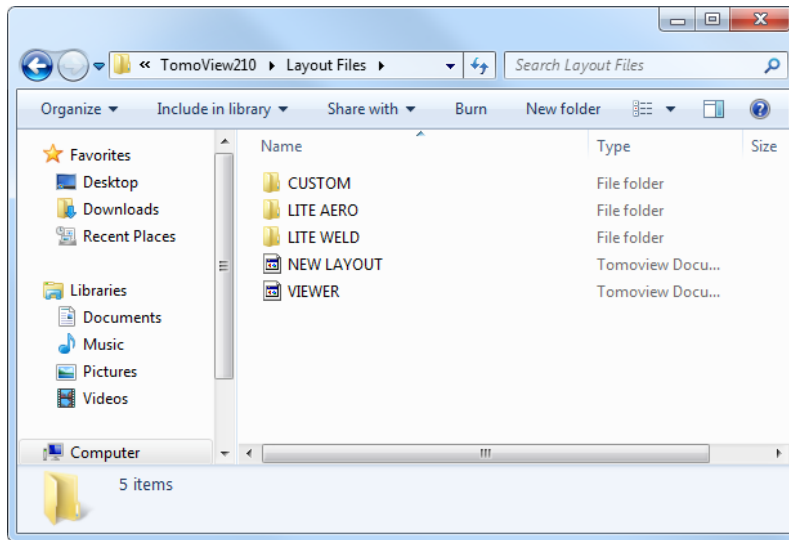 « TomoView210 ▸ Layout Files ▸ Search Layout Files
Organize Include in library Share with Burn New folder
Favorites
Desktop
Downloads
Recent Places
Libraries
Documents
Music
Pictures
Videos
Computer
Name Type Size
CUSTOM File folder
LITE AERO File folder
LITE WELD File folder
NEW LAYOUT Tomoview Docu...
VIEWER Tomoview Docu...
5 items